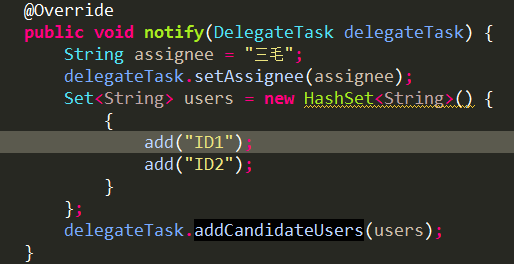 @Override
public void notify(DelegateTask delegateTask) {
    String assignee = "三毛";
    delegateTask.setAssignee(assignee);
    Set<String> users = new HashSet<String>() {
        {
            add("ID1");
            add("ID2");
        }
    };
    delegateTask.addCandidateUsers(users);
}